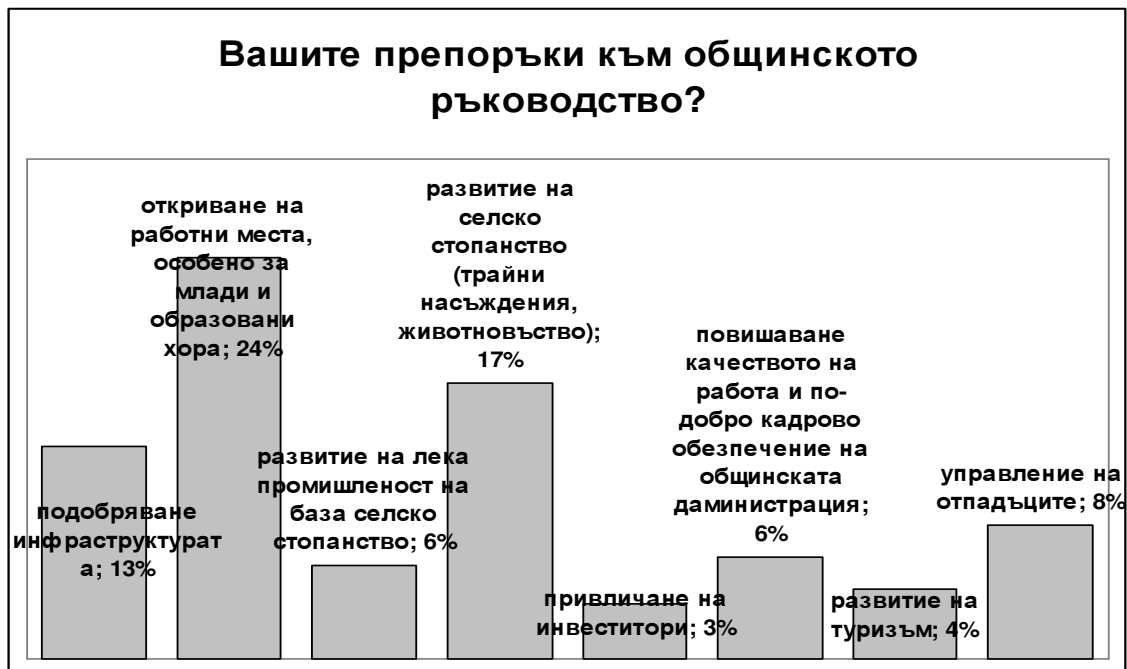 Вашите препоръки към общинското
ръководство?
подобряване
инфраструктурат
а; 13%
откриване на
работни места,
особено за
млади и
образовани
хора; 24%
развитие на лека
промишленост на
база селско
стопанство; 6%
развитие на
селско
стопанство
(трайни
насъждения,
животновъство);
17%
привличане на
инвеститори; 3%
повишаване
качеството на
работа и по-
добро кадрово
обезпечение на
общинската
даминистрация;
6%
развитие на
туризъм; 4%
управление на
отпадъците; 8%